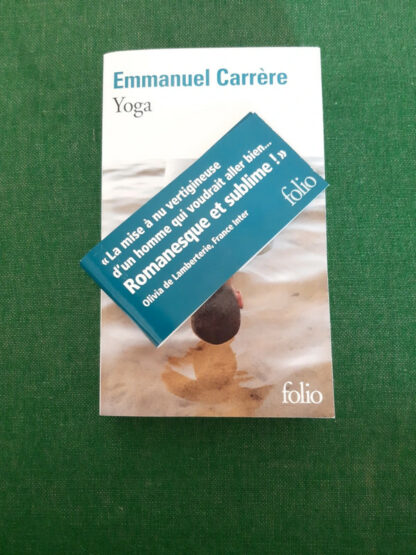 Emmanuel Carrère
Yoga
«La mise à nu vertigineuse
d'un homme qui voudrait aller bien...
Romanesque et sublime !»
Olivia de Lamberterie, France Inter
folio
folio